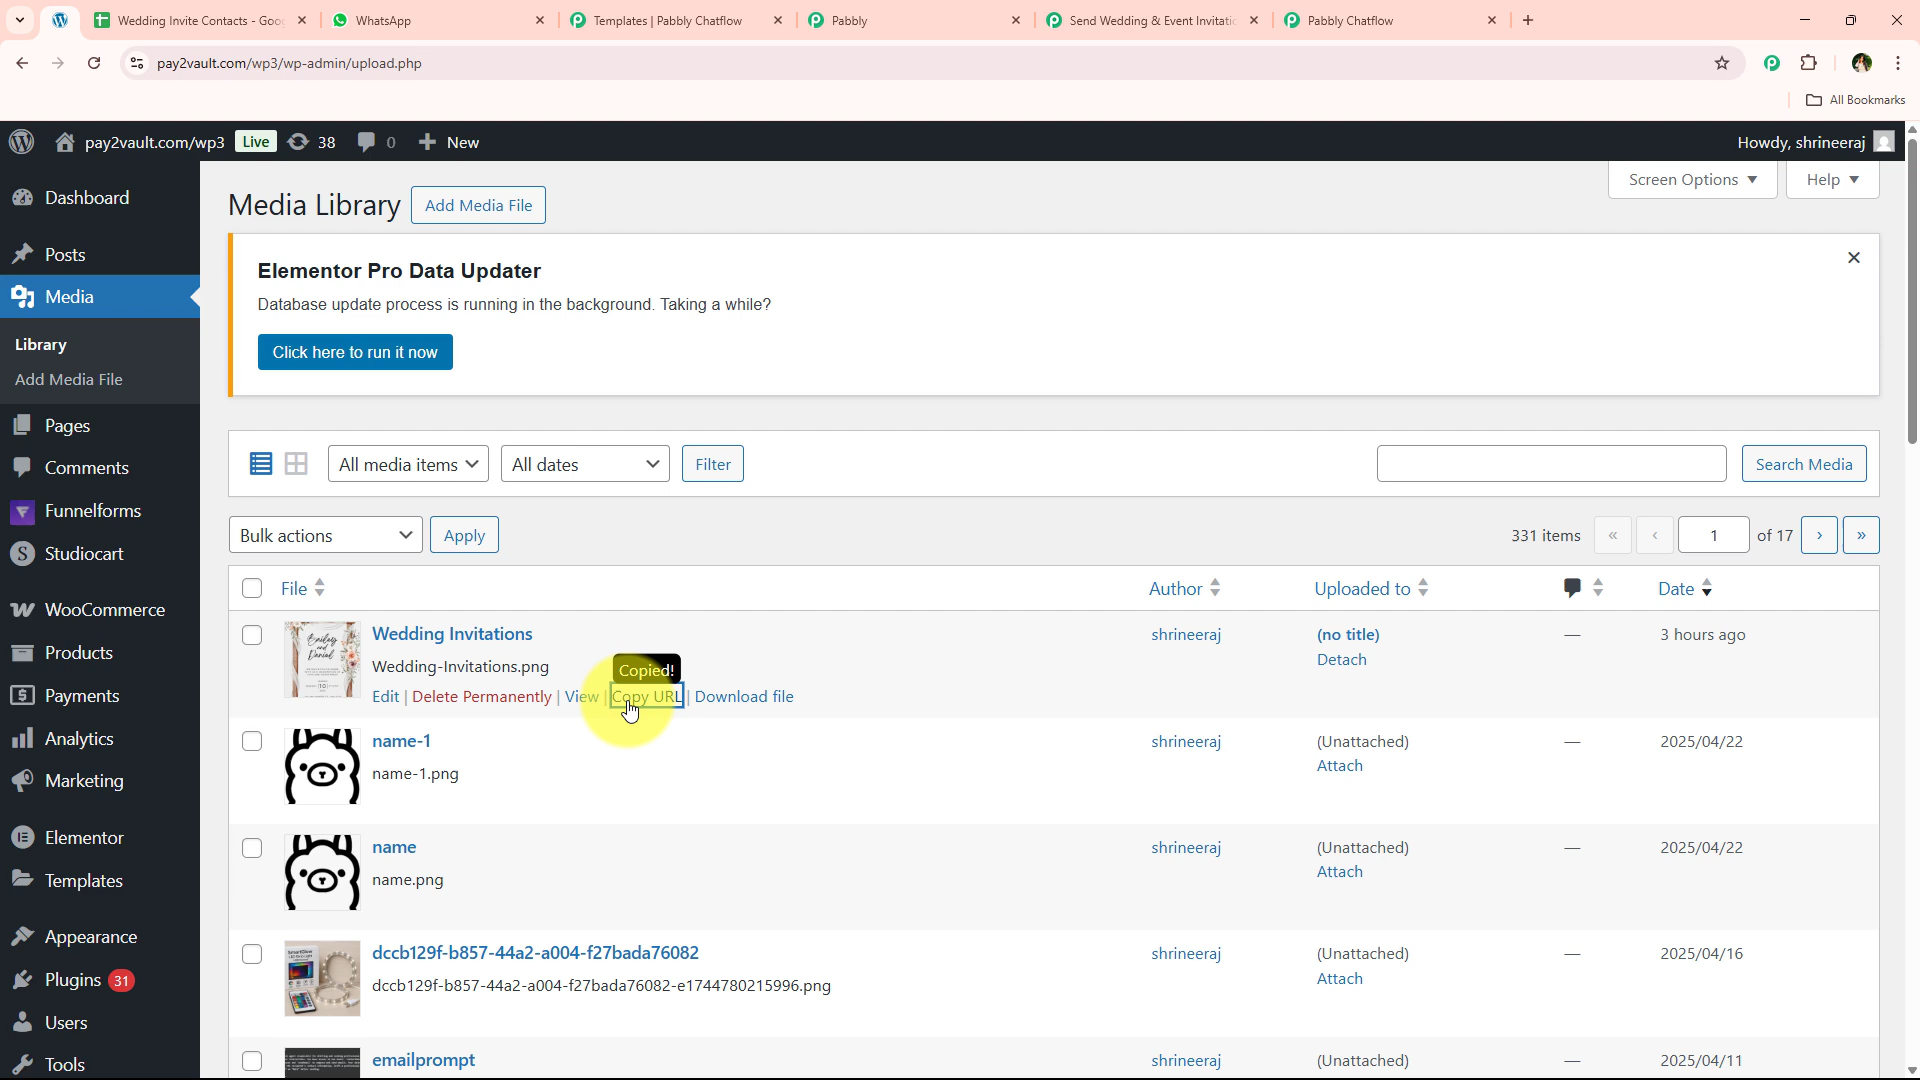 Wedding Invite Contacts - Goo
WhatsApp
Templates | Pabbly Chatflow
Pabbly
Send Wedding & Event Invitati
Pabbly Chatflow
pay2vault.com/wp3/wp-admin/upload.php
All Bookmarks
pay2vault.com/wp3 Live 38 0 New
Howdy, shrineeraj
Screen Options Help
Dashboard
Posts
Media
Library
Add Media File
Pages
Comments
Funnelforms
Studiocart
WooCommerce
Products
Payments
Analytics
Marketing
Elementor
Templates
Appearance
Plugins 31
Users
Tools
Media Library Add Media File
Elementor Pro Data Updater
Database update process is running in the background. Taking a while?
Click here to run it now
All media items All dates Filter Search Media
Bulk actions Apply 331 items « ‹ 1 of 17 › »
File Author Uploaded to Date
Wedding Invitations shrineeraj (no title) — 3 hours ago
Wedding-Invitations.png Copied! Detach
Edit | Delete Permanently | View | Copy URL | Download file
name-1 shrineeraj (Unattached) — 2025/04/22
name-1.png Attach
name shrineeraj (Unattached) — 2025/04/22
name.png Attach
dccb129f-b857-44a2-a004-f27bada76082 shrineeraj (Unattached) — 2025/04/16
dccb129f-b857-44a2-a004-f27bada76082-e1744780215996.png Attach
emailprompt shrineeraj (Unattached) — 2025/04/11